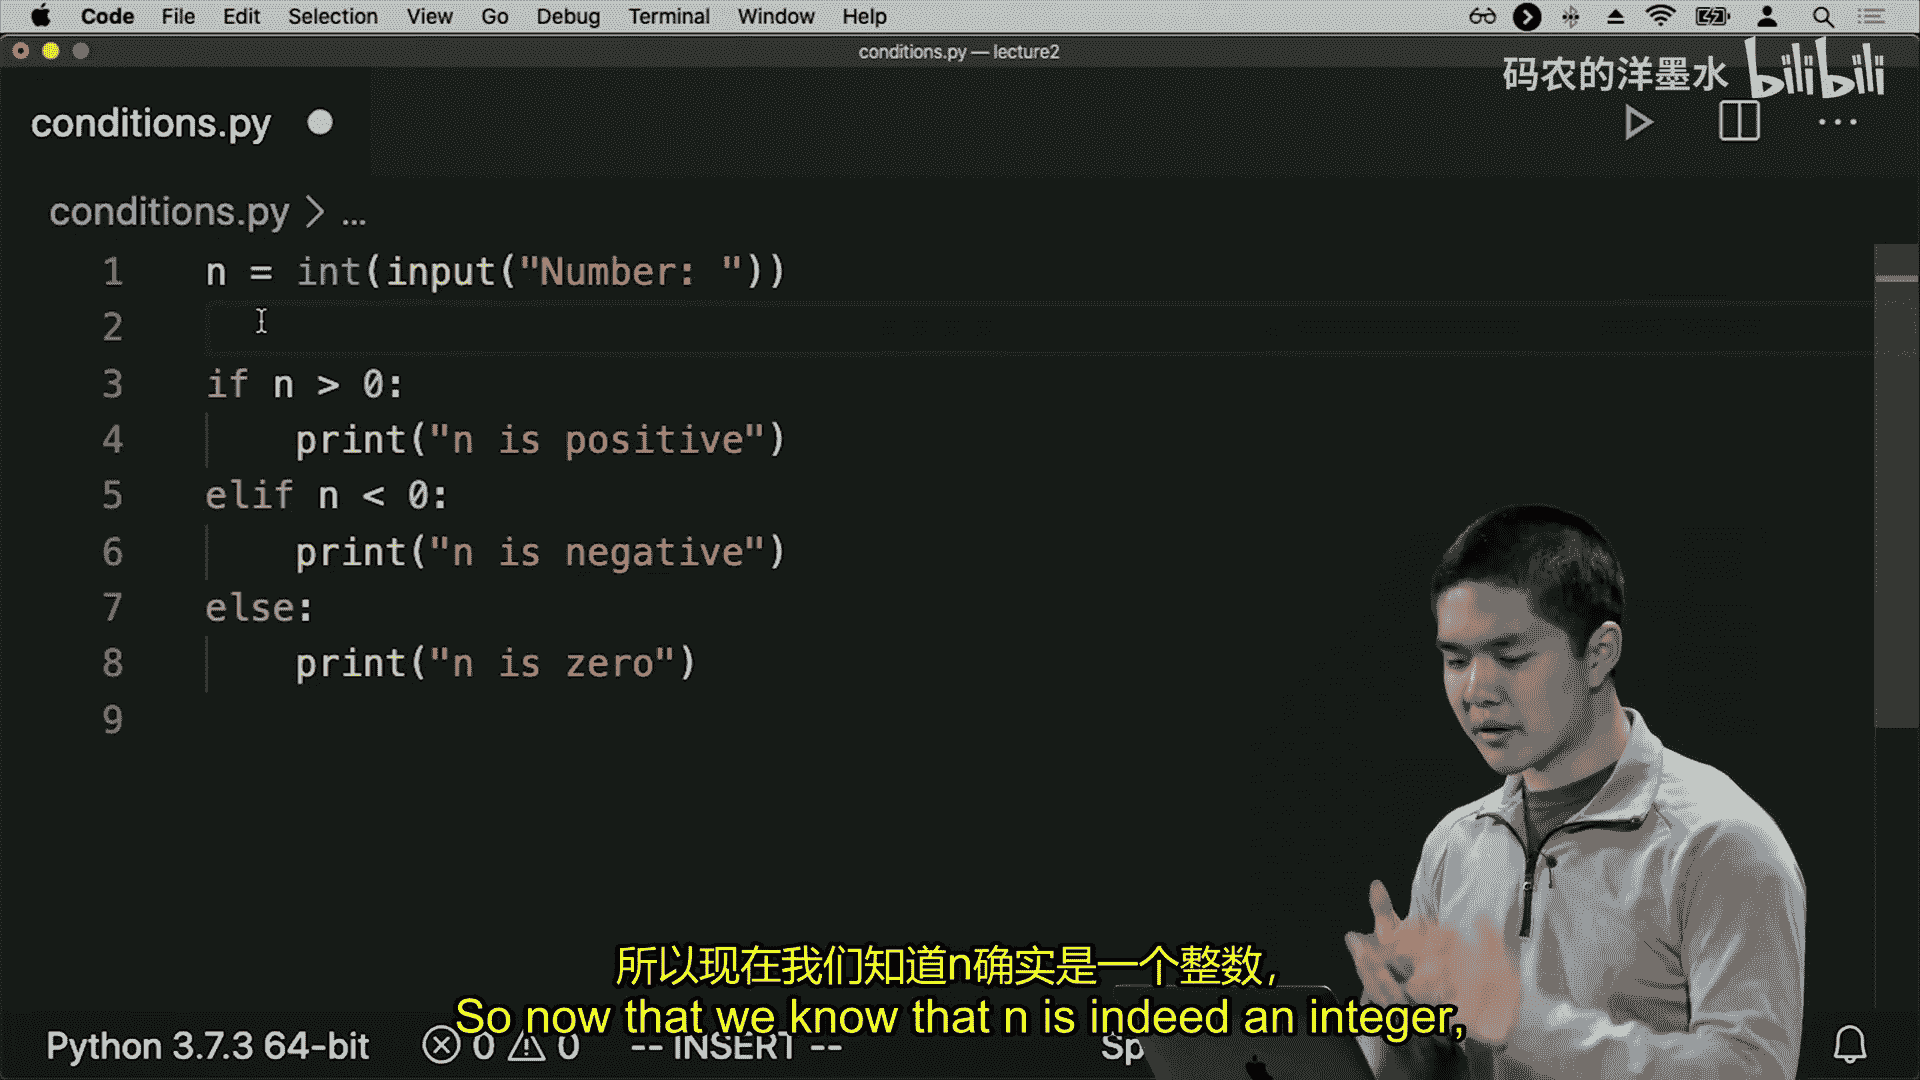 Code File Edit Selection View Go Debug Terminal Window Help
conditions.py — lecture2
码农的洋墨水 bilibili
conditions.py
conditions.py > ...
1 n = int(input("Number: "))
2
3 if n > 0:
4 print("n is positive")
5 elif n < 0:
6 print("n is negative")
7 else:
8 print("n is zero")
9
所以现在我们知道n确实是一个整数，
So now that we know that n is indeed an integer,
Python 3.7.3 64-bit 0 0 -- INSERT -- Sp